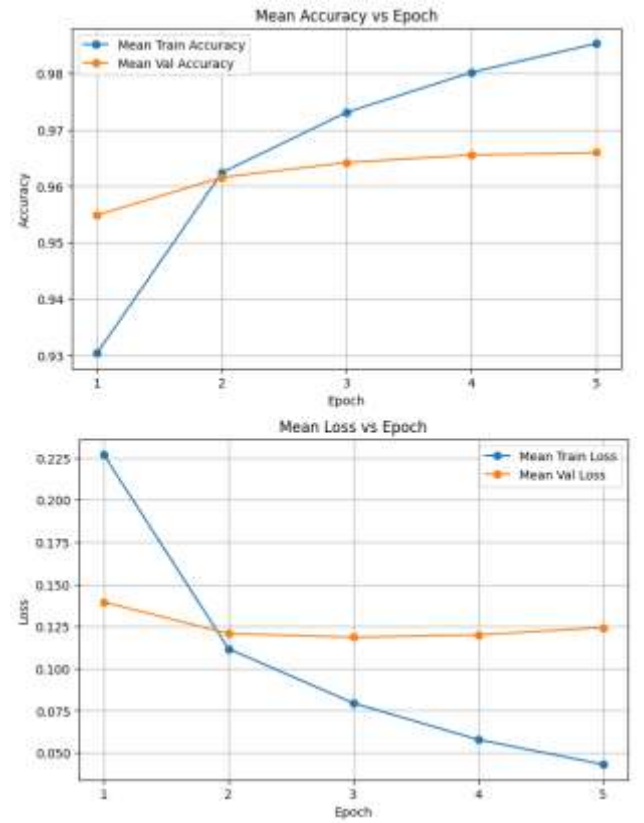 Mean Accuracy vs Epoch
Mean Train Accuracy
Mean Val Accuracy
0.98
0.97
0.96
0.95
0.94
0.93
Accuracy
1 2 3 4 5
Epoch
Mean Loss vs Epoch
Mean Train Loss
Mean Val Loss
0.225
0.200
0.175
0.150
0.125
0.100
0.075
0.050
Loss
1 2 3 4 5
Epoch